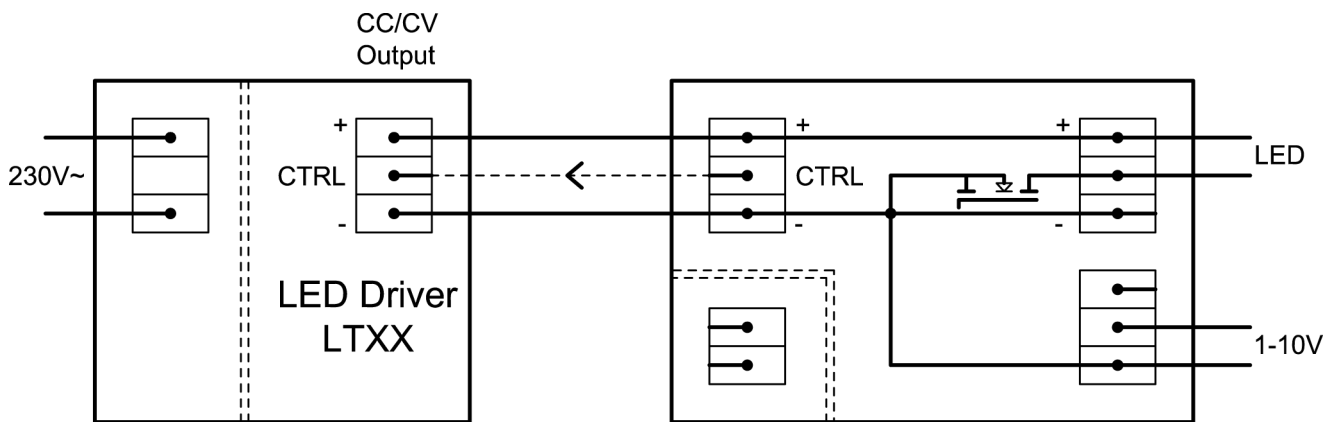 CC/CV
Output
+
+
+
230V~
CTRL
CTRL
LED
-
-
-
LED Driver
LTXX
1-10V